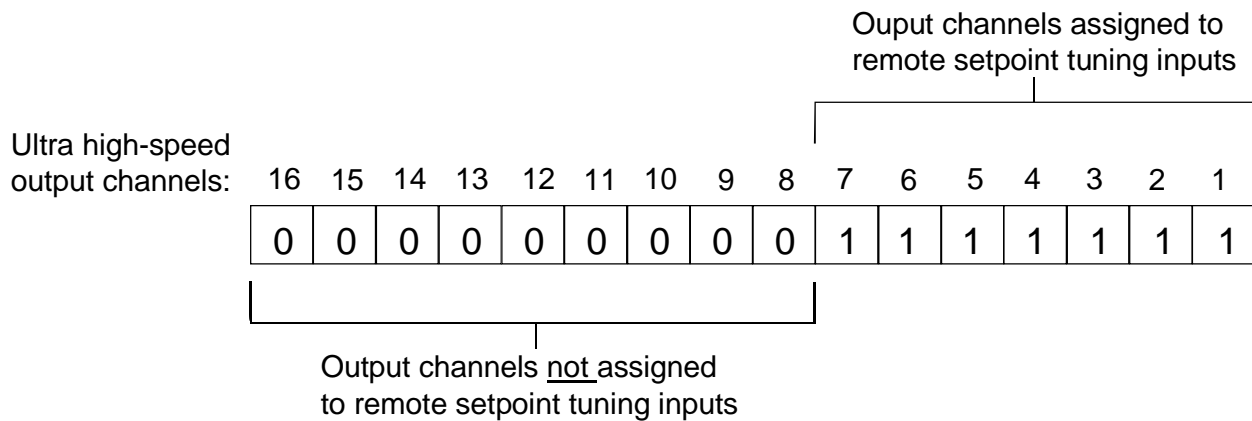 Ouput channels assigned to
remote setpoint tuning inputs
Ultra high-speed
output channels: 16 15 14 13 12 11 10 9 8 7 6 5 4 3 2 1
0 0 0 0 0 0 0 0 0 1 1 1 1 1 1 1
Output channels not assigned
to remote setpoint tuning inputs